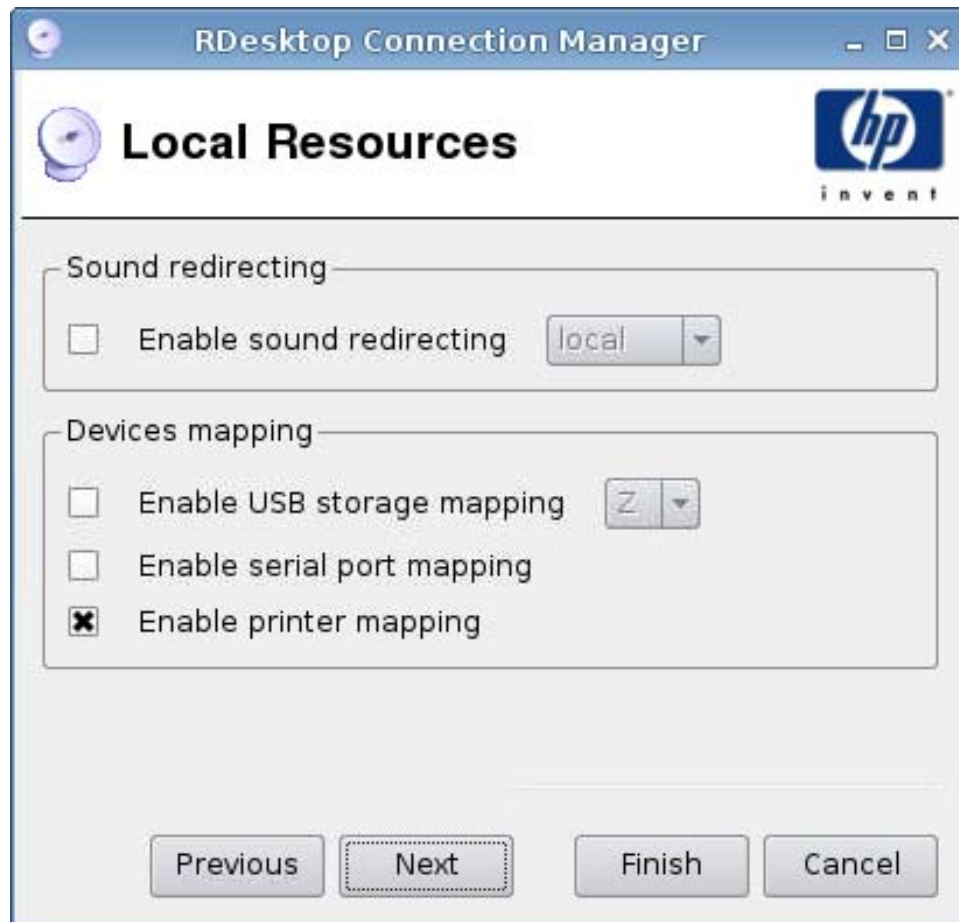 RDesktop Connection Manager
Local Resources
hp
invent
Sound redirecting
Enable sound redirecting local
Devices mapping
Enable USB storage mapping Z
Enable serial port mapping
Enable printer mapping
Previous Next Finish Cancel